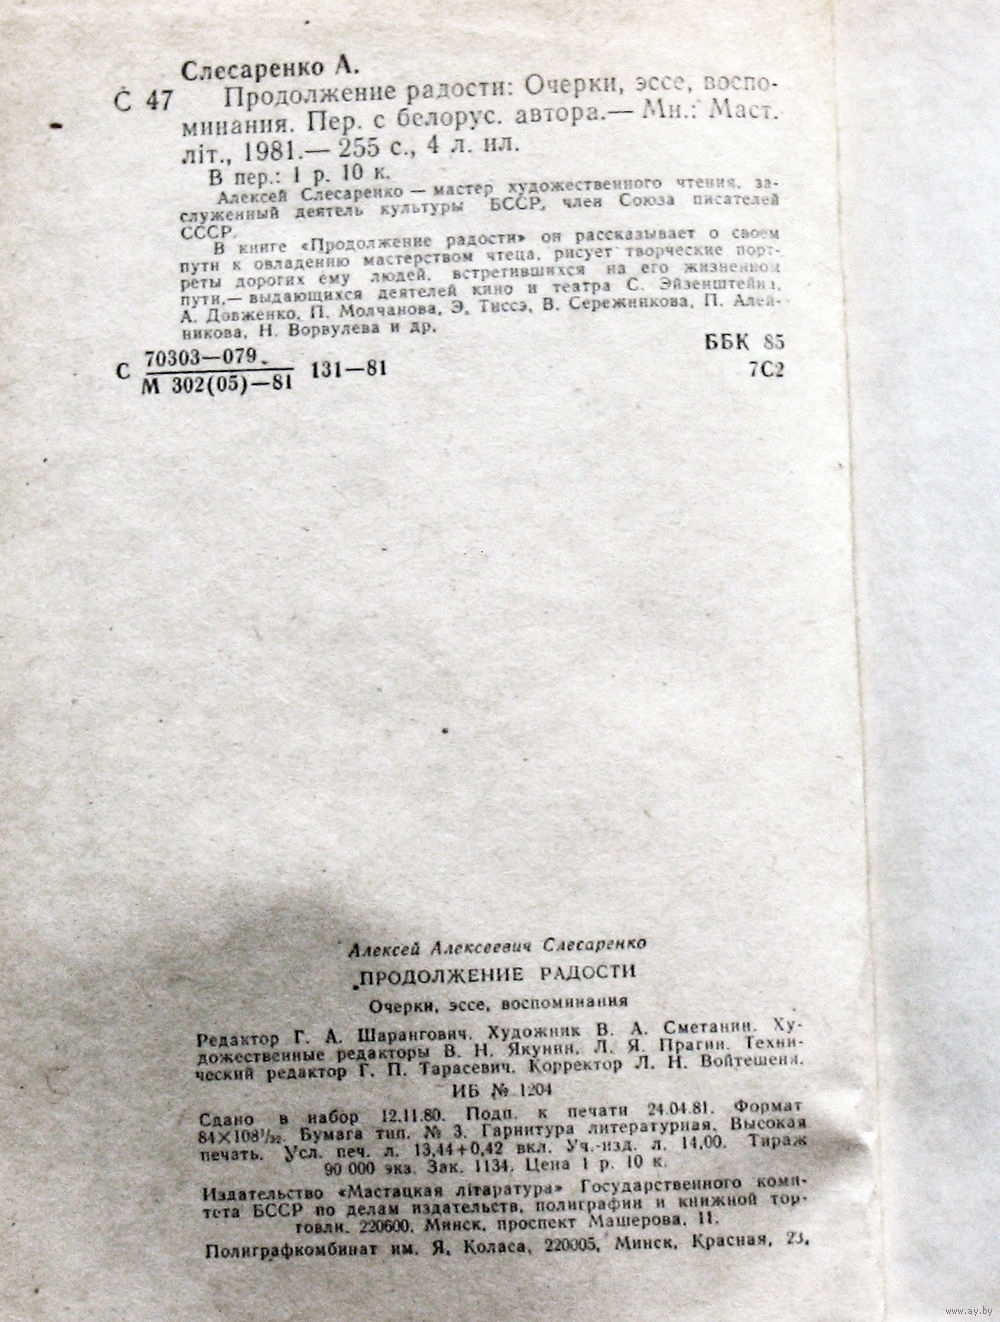 Слесаренко А.
С 47 Продолжение радости: Очерки, эссе, воспо-
минания. Пер. с белорус. автора.— Мн.: Маст.
літ., 1981.— 255 с., 4 л. ил.
В пер.: 1 р. 10 к.
Алексей Слесаренко — мастер художественного чтения, за-
служенный деятель культуры БССР, член Союза писателей
СССР.
В книге «Продолжение радости» он рассказывает о своем
пути к овладению мастерством чтеца, рисует творческие порт-
реты дорогих ему людей, встретившихся на его жизненном
пути,— выдающихся деятелей кино и театра С. Эйзенштейна,
А. Довженко, П. Молчанова, Э. Тиссэ, В. Сережникова, П. Алей-
никова, Н. Ворвулева и др.
ББК 85
С 70303—079 131—81 7С2
М 302(05)—81
Алексей Алексеевич Слесаренко
ПРОДОЛЖЕНИЕ РАДОСТИ
Очерки, эссе, воспоминания
Редактор Г. А. Шарангович. Художник В. А. Сметанин. Ху-
дожественные редакторы В. Н. Якунин, Л. Я. Прагин. Техни-
ческий редактор Г. П. Тарасевич. Корректор Л. Н. Войтешена.
ИБ № 1204
Сдано в набор 12.11.80. Подп. к печати 24.04.81. Формат
84×108¹/₃₂. Бумага тип. № 3. Гарнитура литературная. Высокая
печать. Усл. печ. л. 13,44+0,42 вкл. Уч.-изд. л. 14,00. Тираж
90 000 экз. Зак. 1134. Цена 1 р. 10 к.
Издательство «Мастацкая літаратура» Государственного коми-
тета БССР по делам издательств, полиграфии и книжной тор-
говли. 220600, Минск, проспект Машерова, 11.
Полиграфкомбинат им. Я. Коласа, 220005, Минск, Красная, 23.
www.ay.by